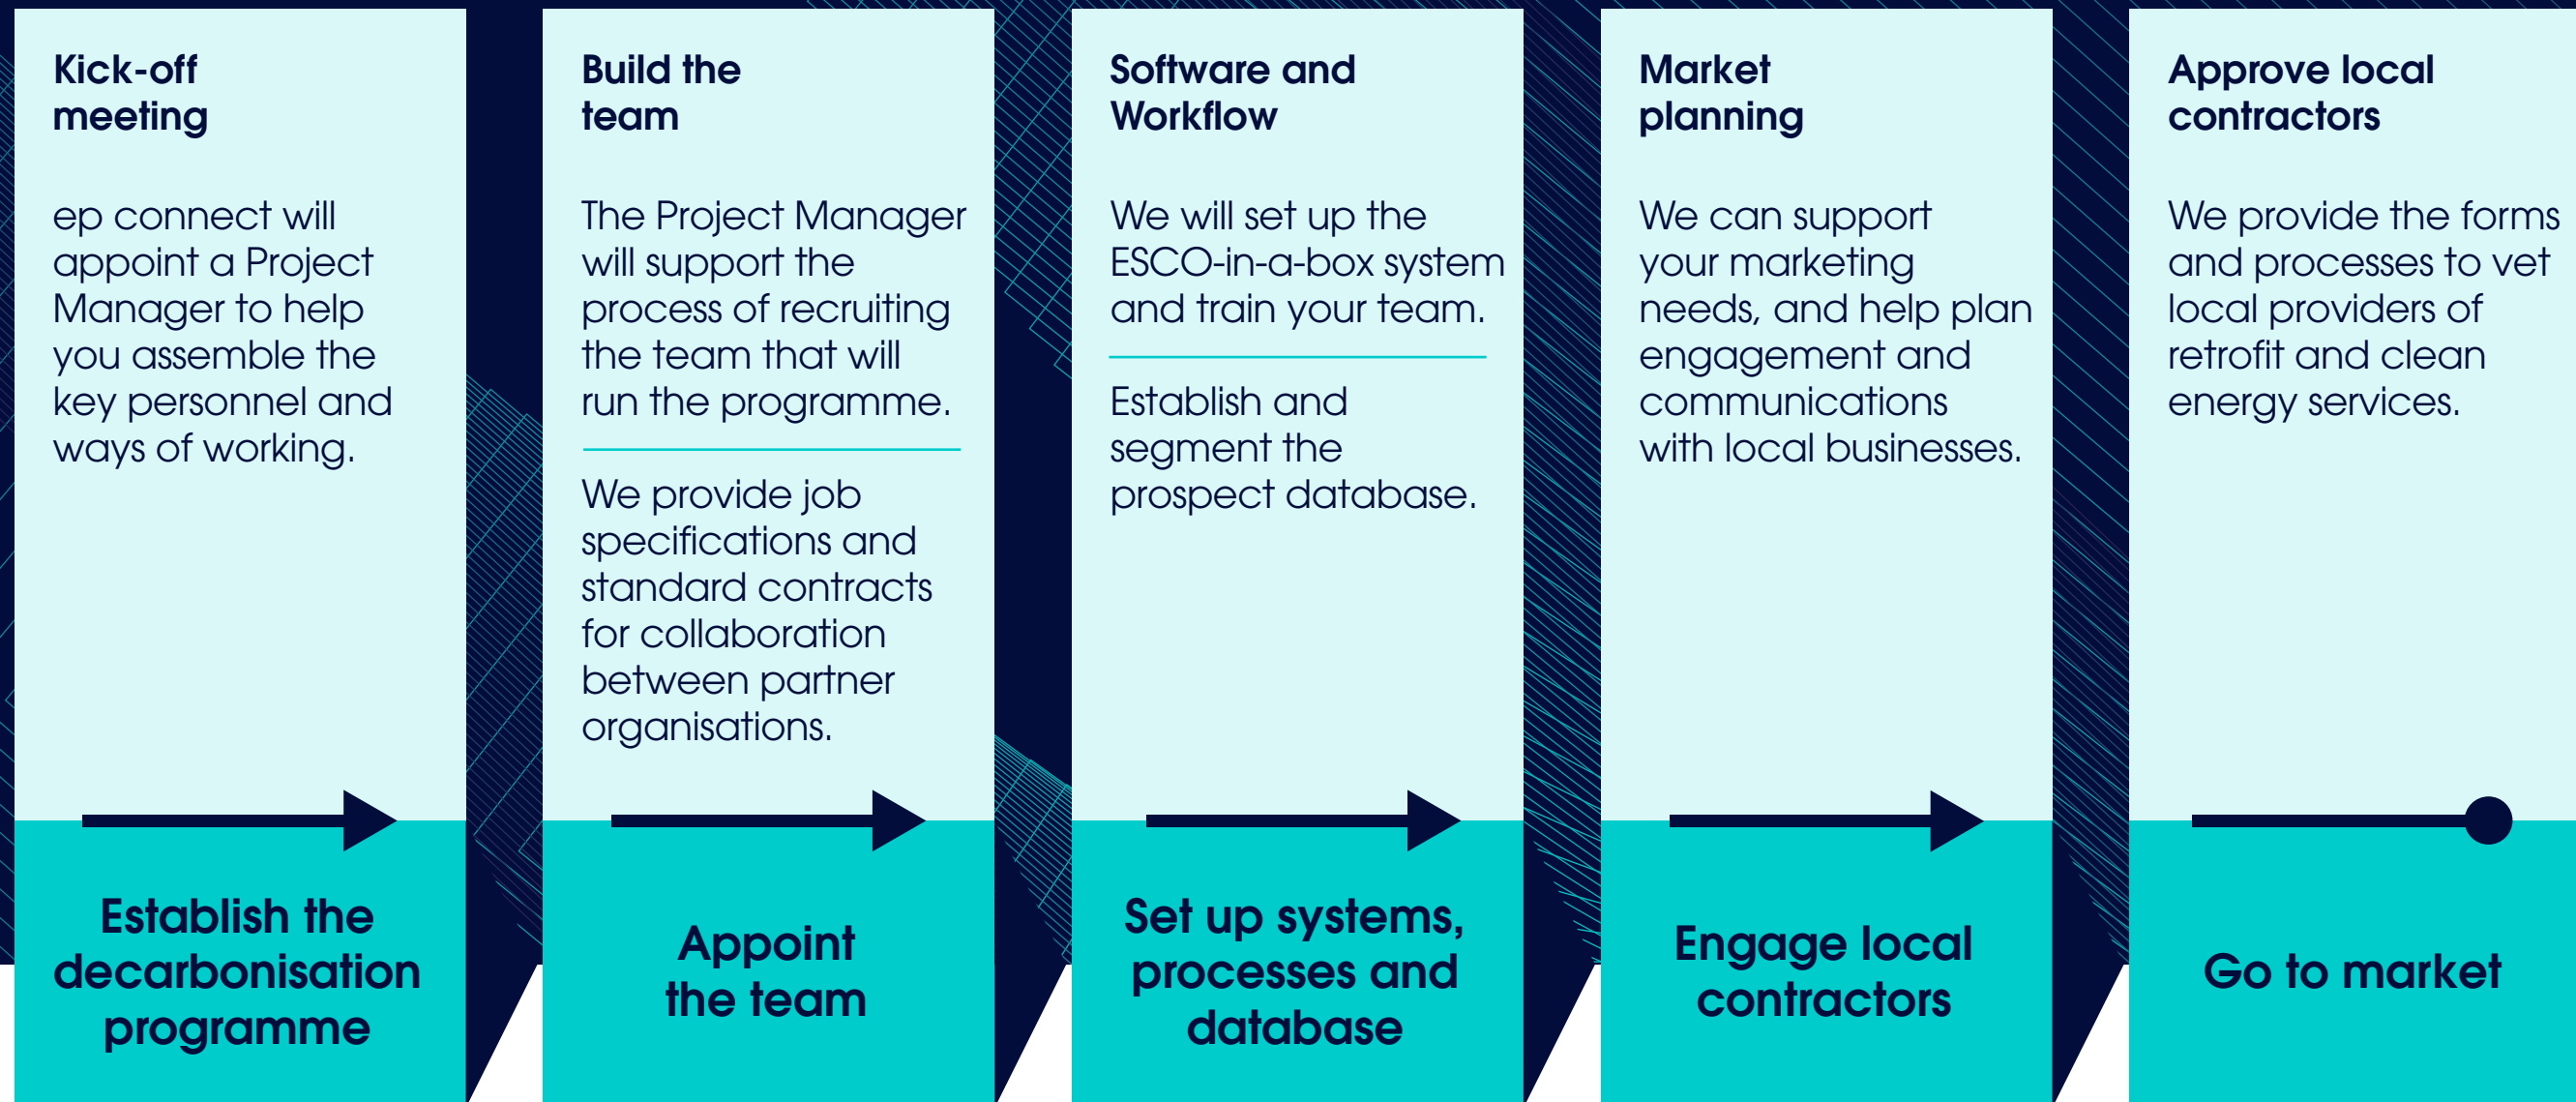 Kick-off
meeting
ep connect will
appoint a Project
Manager to help
you assemble the
key personnel and
ways of working.
Establish the
decarbonisation
programme
Build the
team
The Project Manager
will support the
process of recruiting
the team that will
run the programme.
We provide job
specifications and
standard contracts
for collaboration
between partner
organisations.
Appoint
the team
Software and
Workflow
We will set up the
ESCO-in-a-box system
and train your team.
Establish and
segment the
prospect database.
Set up systems,
processes and
database
Market
planning
We can support
your marketing
needs, and help plan
engagement and
communications
with local businesses.
Engage local
contractors
Approve local
contractors
We provide the forms
and processes to vet
local providers of
retrofit and clean
energy services.
Go to market